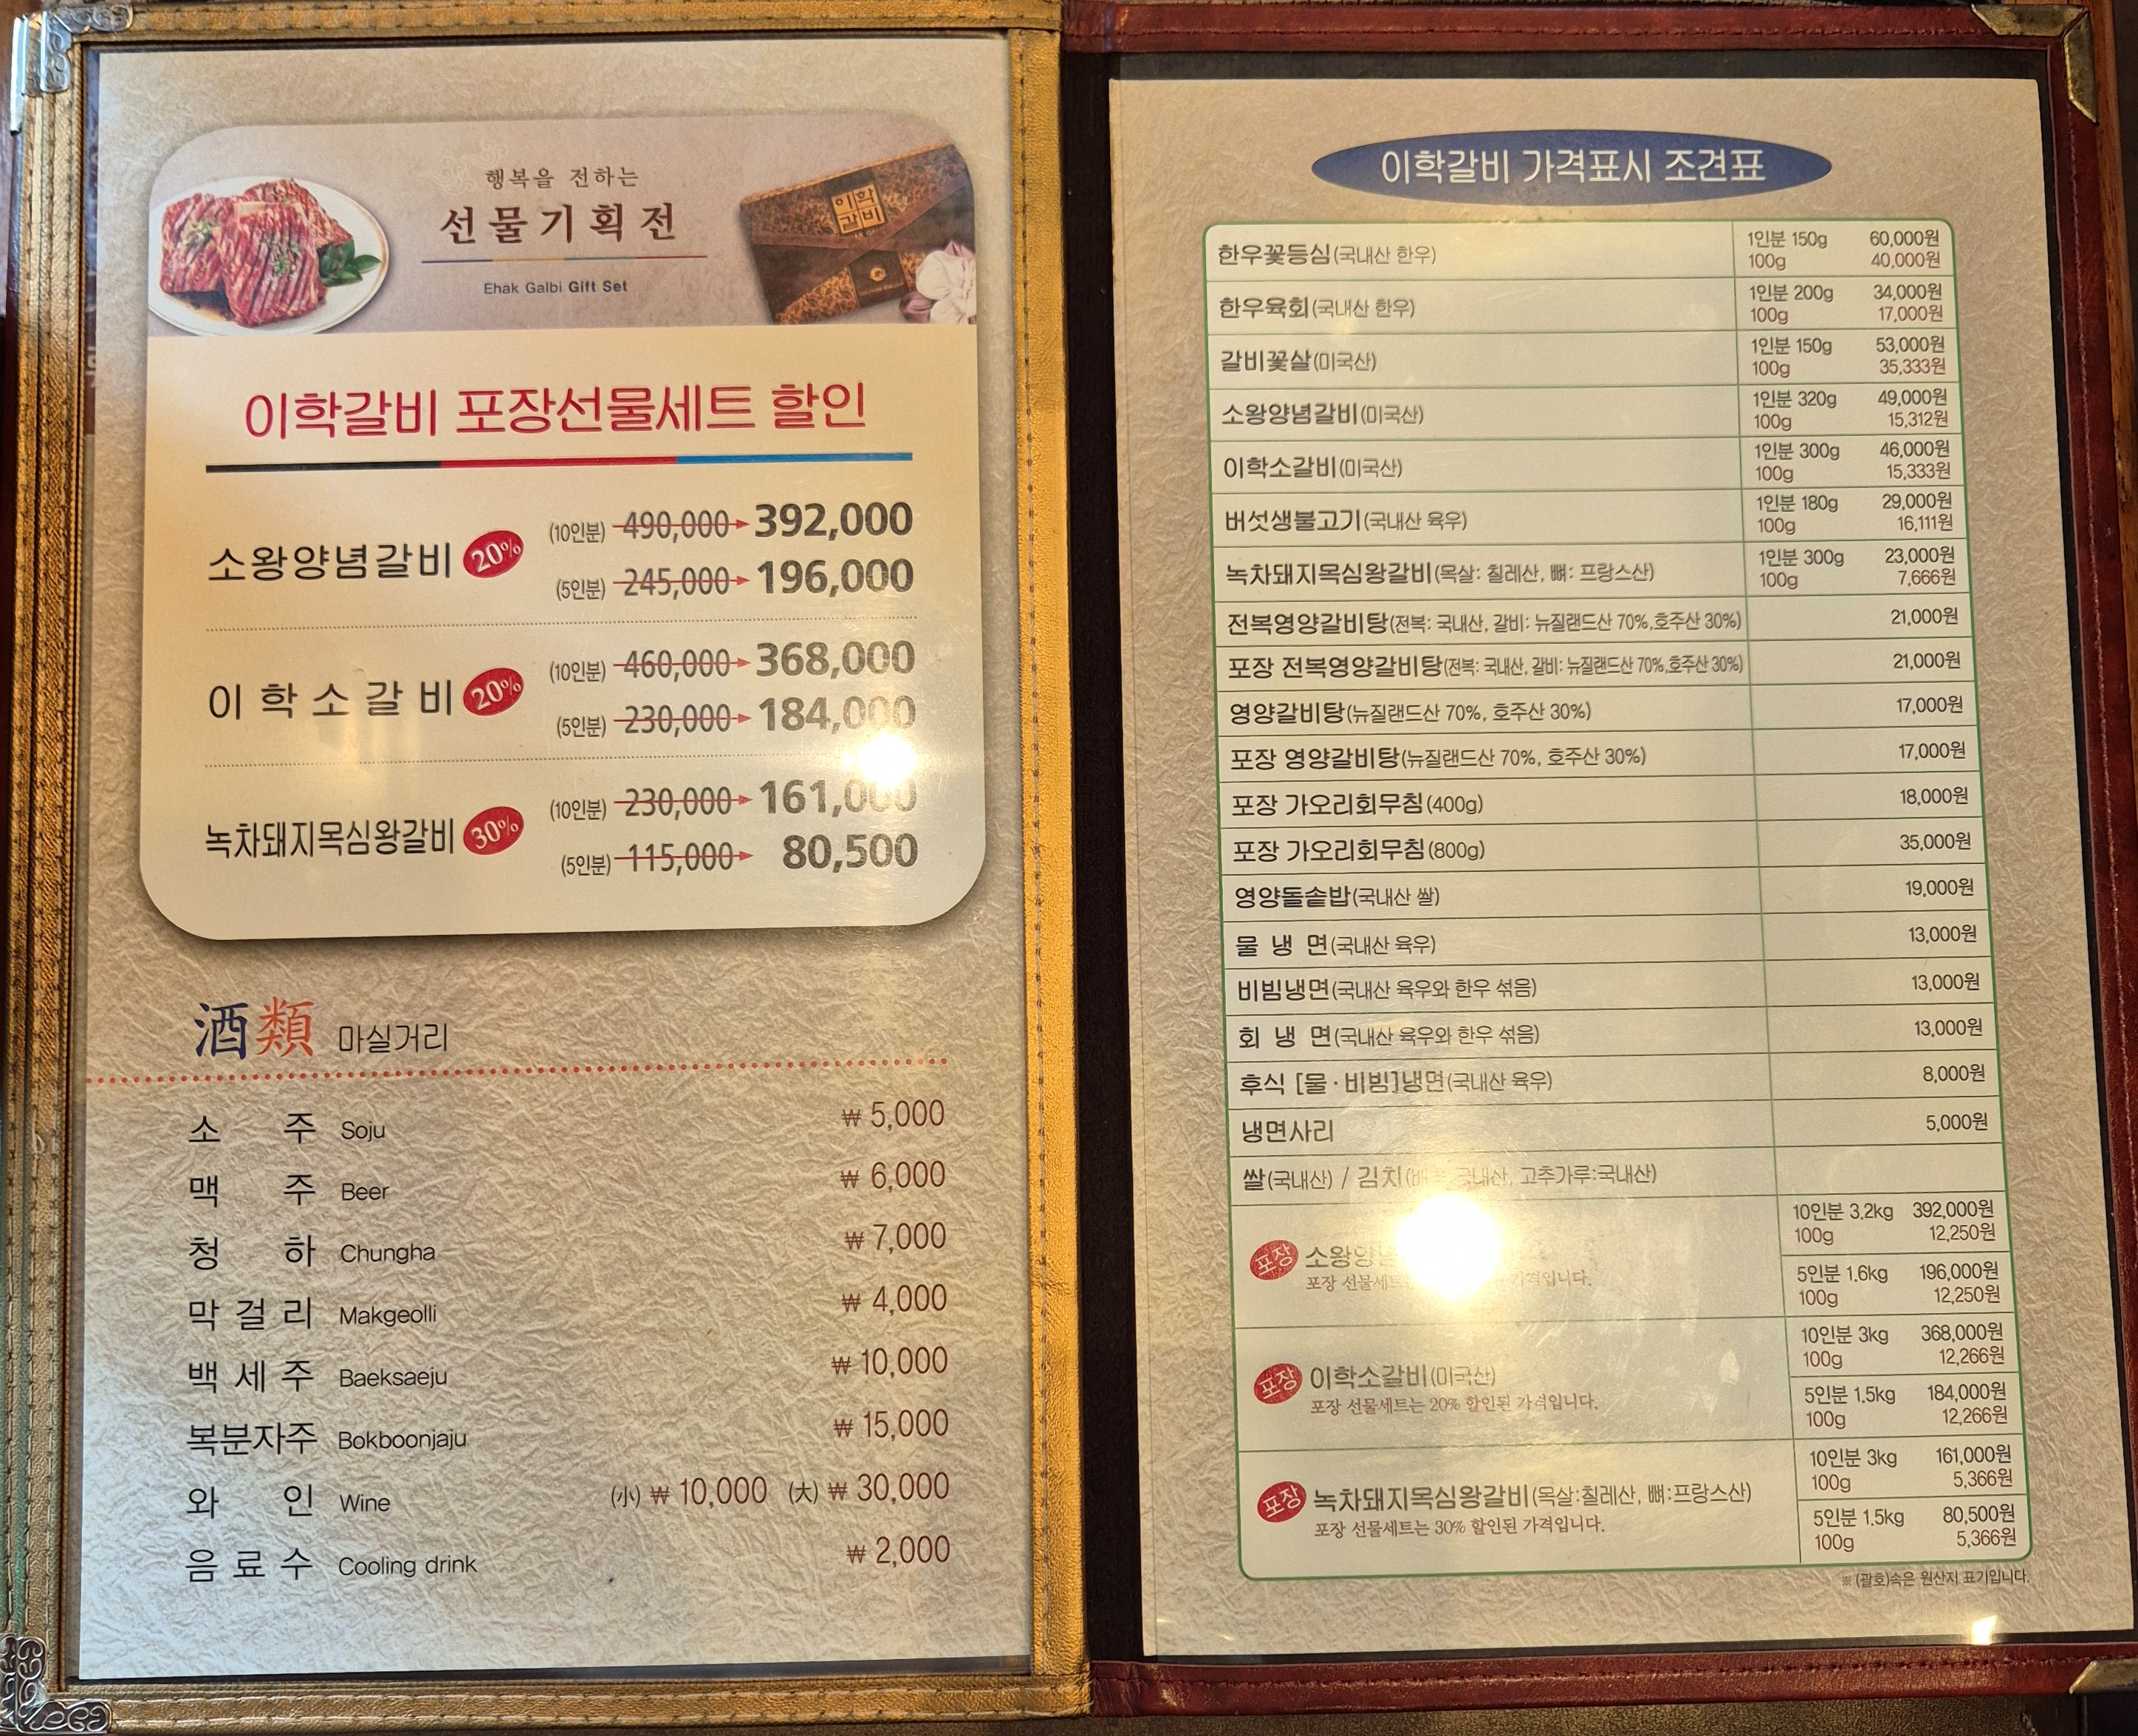 행복을 전하는
선물기획전
Ehak Galbi Gift Set
이학갈비
이학갈비 포장선물세트 할인
소왕양념갈비 20% (10인분) 490,000 392,000
(5인분) 245,000 196,000
이학소갈비 20% (10인분) 460,000 368,000
(5인분) 230,000 184,000
녹차돼지목심왕갈비 30% (10인분) 230,000 161,000
(5인분) 115,000 80,500
酒類 마실거리
소 주 Soju ₩ 5,000
맥 주 Beer ₩ 6,000
청 하 Chungha ₩ 7,000
막걸리 Makgeolli ₩ 4,000
백세주 Baeksaeju ₩ 10,000
복분자주 Bokboonjaju ₩ 15,000
와 인 Wine (小) ₩ 10,000 (大) ₩ 30,000
음료수 Cooling drink ₩ 2,000
이학갈비 가격표시 조견표
한우꽃등심(국내산 한우) 1인분 150g 60,000원
100g 40,000원
한우육회(국내산 한우) 1인분 200g 34,000원
100g 17,000원
갈비꽃살(미국산) 1인분 150g 53,000원
100g 35,333원
소왕양념갈비(미국산) 1인분 320g 49,000원
100g 15,312원
이학소갈비(미국산) 1인분 300g 46,000원
100g 15,333원
버섯생불고기(국내산 육우) 1인분 180g 29,000원
100g 16,111원
녹차돼지목심왕갈비(목살: 칠레산, 뼈: 프랑스산) 1인분 300g 23,000원
100g 7,666원
전복영양갈비탕(전복: 국내산, 갈비: 뉴질랜드산 70%,호주산 30%) 21,000원
포장 전복영양갈비탕(전복: 국내산, 갈비: 뉴질랜드산 70%,호주산 30%) 21,000원
영양갈비탕(뉴질랜드산 70%, 호주산 30%) 17,000원
포장 영양갈비탕(뉴질랜드산 70%, 호주산 30%) 17,000원
포장 가오리회무침(400g) 18,000원
포장 가오리회무침(800g) 35,000원
영양돌솥밥(국내산 쌀) 19,000원
물 냉 면(국내산 육우) 13,000원
비빔냉면(국내산 육우와 한우 섞음) 13,000원
회 냉 면(국내산 육우와 한우 섞음) 13,000원
후식 [물·비빔]냉면(국내산 육우) 8,000원
냉면사리 5,000원
쌀(국내산) / 김치( 국내산, 고추가루:국내산)
포장 소왕양 10인분 3.2kg 392,000원
100g 12,250원
포장 선물세트 가격입니다. 5인분 1.6kg 196,000원
100g 12,250원
포장 이학소갈비(미국산) 10인분 3kg 368,000원
100g 12,266원
포장 선물세트는 20% 할인된 가격입니다. 5인분 1.5kg 184,000원
100g 12,266원
포장 녹차돼지목심왕갈비(목살:칠레산, 뼈:프랑스산) 10인분 3kg 161,000원
100g 5,366원
포장 선물세트는 30% 할인된 가격입니다. 5인분 1.5kg 80,500원
100g 5,366원
※ (괄호)속은 원산지 표기입니다.